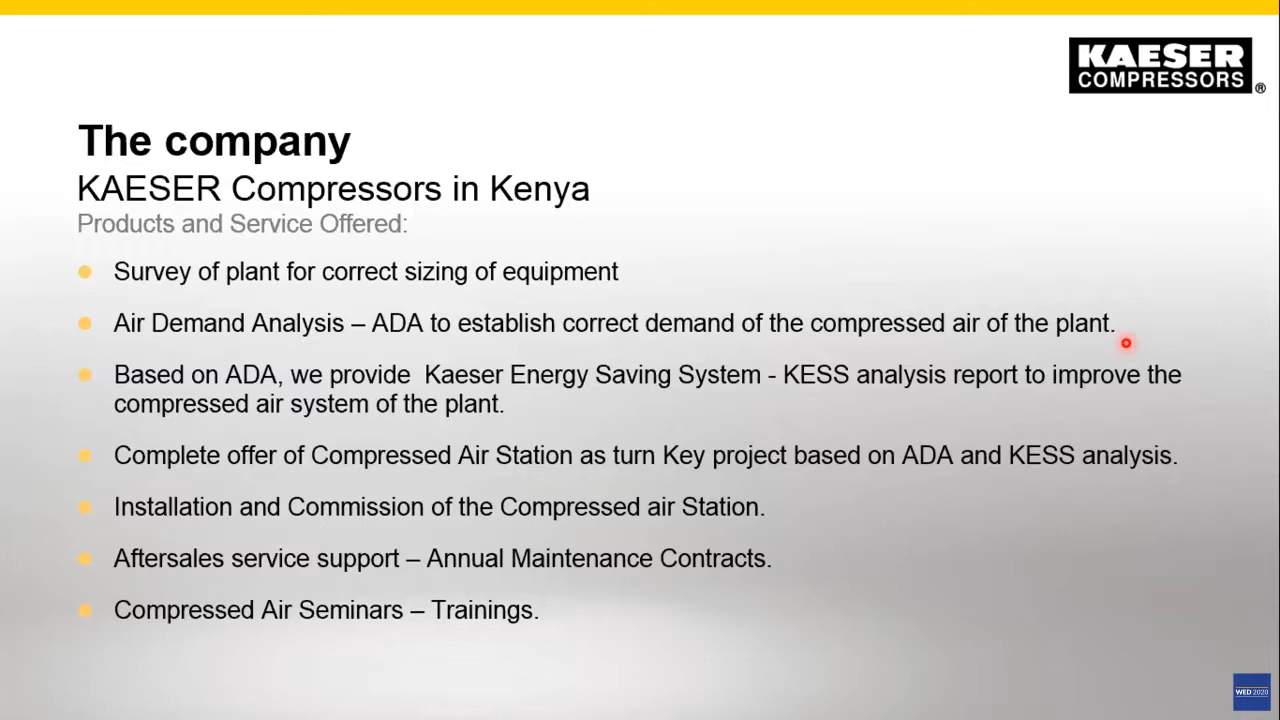 KAESER
COMPRESSORS®
The company
KAESER Compressors in Kenya
Products and Service Offered:
Survey of plant for correct sizing of equipment
Air Demand Analysis – ADA to establish correct demand of the compressed air of the plant.
Based on ADA, we provide  Kaeser Energy Saving System - KESS analysis report to improve the
compressed air system of the plant.
Complete offer of Compressed Air Station as turn Key project based on ADA and KESS analysis.
Installation and Commission of the Compressed air Station.
Aftersales service support – Annual Maintenance Contracts.
Compressed Air Seminars – Trainings.
WED 2020